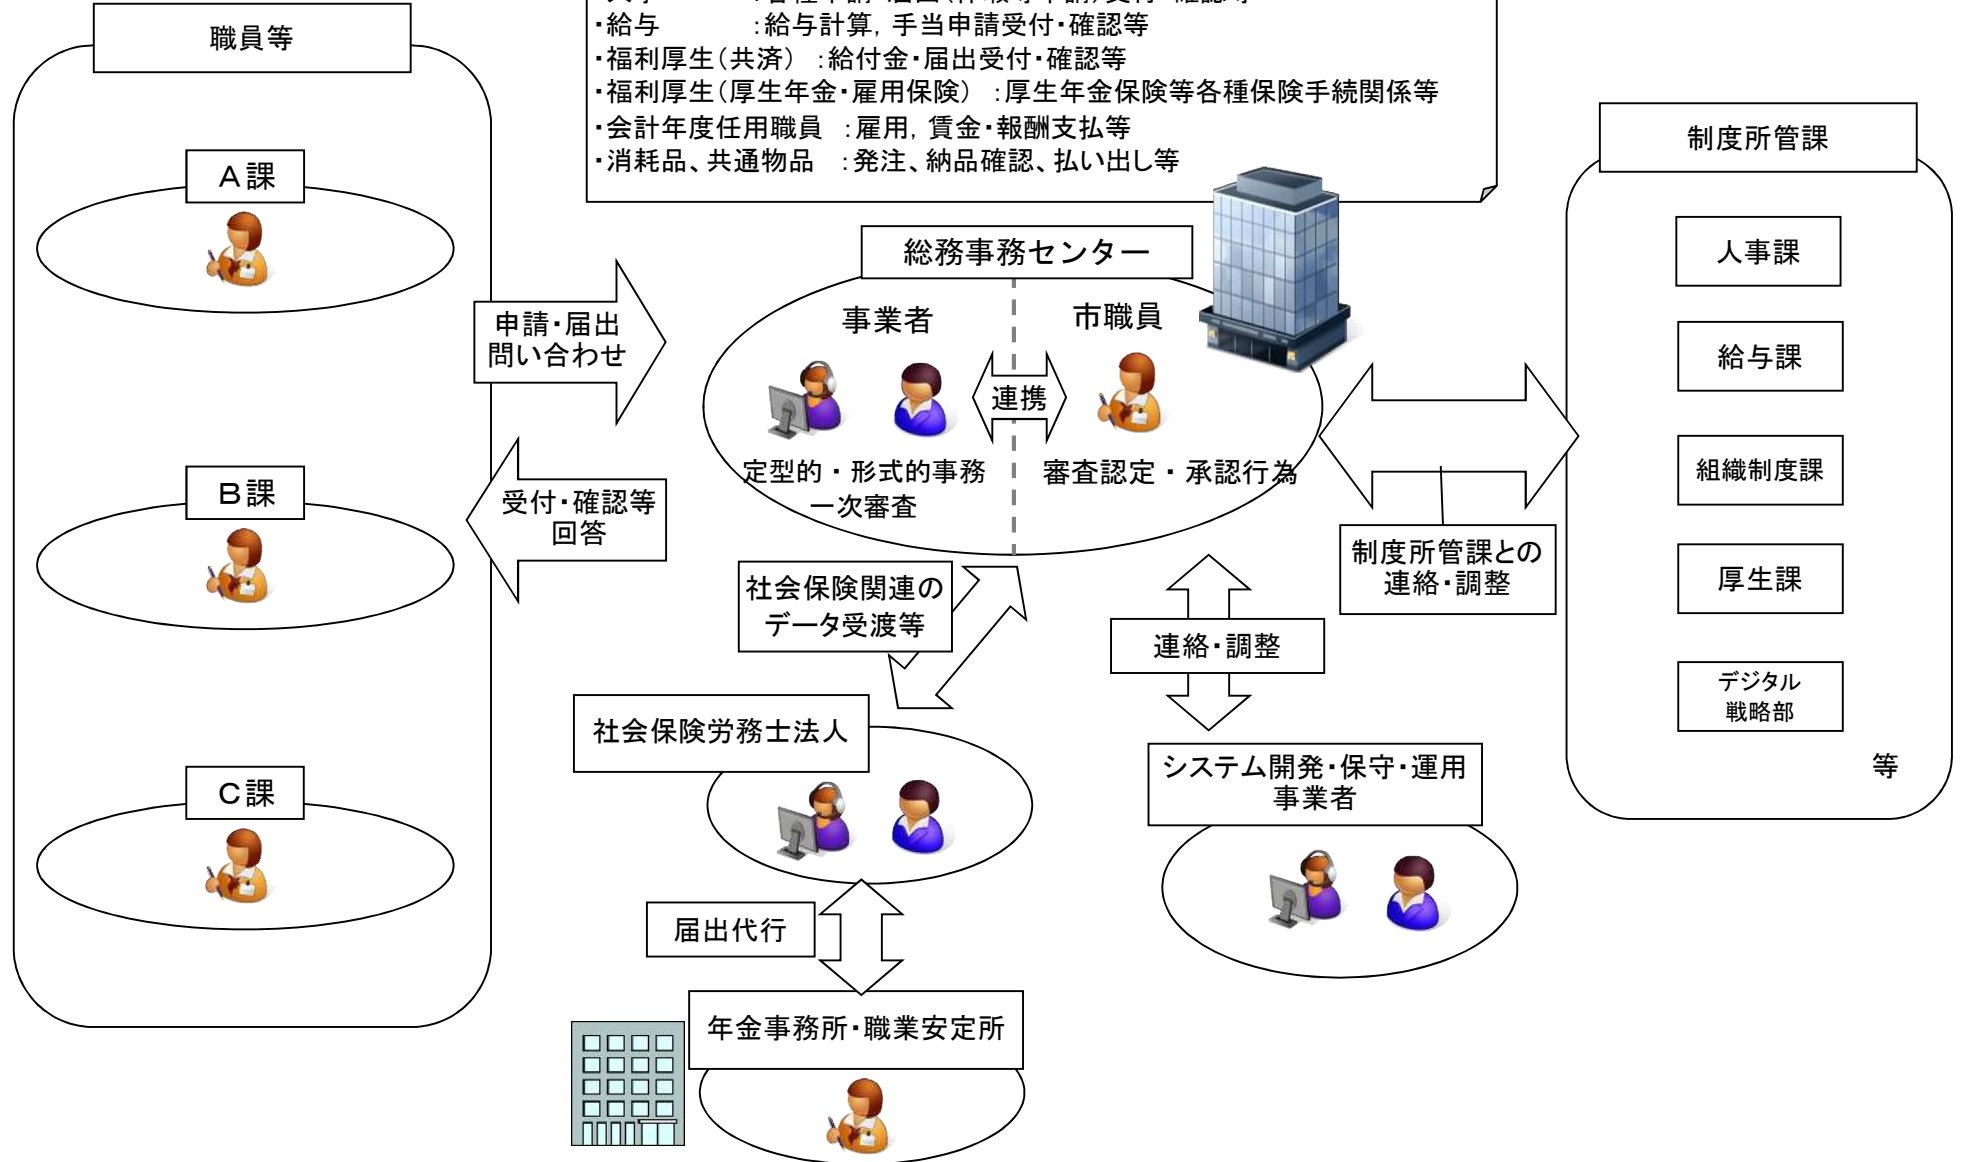 職員等
・給与　　　：給与計算，手当申請受付・確認等
・福利厚生（共済）：給付金・届出受付・確認等
・福利厚生（厚生年金・雇用保険）：厚生年金保険等各種保険手続関係等
・会計年度任用職員　：雇用，賃金・報酬支払等
・消耗品、共通物品　：発注、納品確認、払い出し等
A課
B課
C課
申請・届出
問い合わせ
受付・確認等
回答
総務事務センター
事業者
市職員
連携
定型的・形式的事務
一次審査
審査認定・承認行為
制度所管課との
連絡・調整
制度所管課
人事課
給与課
組織制度課
厚生課
デジタル
戦略部
等
社会保険関連の
データ受渡等
連絡・調整
社会保険労務士法人
システム開発・保守・運用
事業者
届出代行
年金事務所・職業安定所